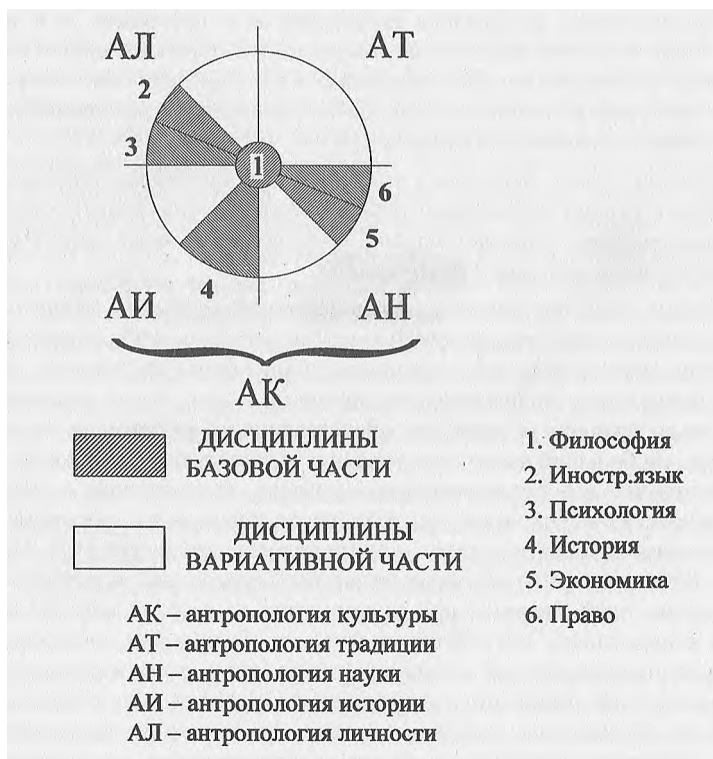 АЛ АТ
2
3 1
6
5
4
АИ АН
АК
ДИСЦИПЛИНЫ
БАЗОВОЙ ЧАСТИ
ДИСЦИПЛИНЫ
ВАРИАТИВНОЙ ЧАСТИ
АК – антропология культуры
АТ – антропология традиции
АН – антропология науки
АИ – антропология истории
АЛ – антропология личности
1. Философия
2. Иностр.язык
3. Психология
4. История
5. Экономика
6. Право